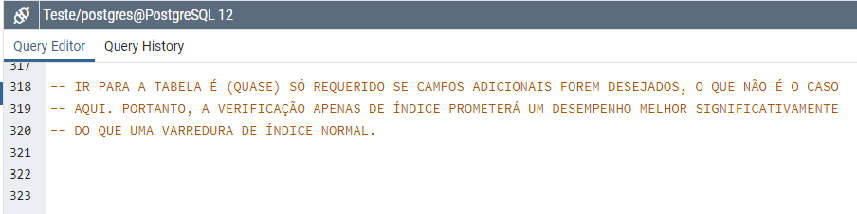 Teste/postgres@PostgreSQL 12
Query Editor Query History
317
318 -- IR PARA A TABELA É (QUASE) SÓ REQUERIDO SE CAMPOS ADICIONAIS FOREM DESEJADOS, O QUE NÃO É O CASO
319 -- AQUI. PORTANTO, A VERIFICAÇÃO APENAS DE ÍNDICE PROMETERÁ UM DESEMPENHO MELHOR SIGNIFICATIVAMENTE
320 -- DO QUE UMA VARREDURA DE ÍNDICE NORMAL.
321
322
323